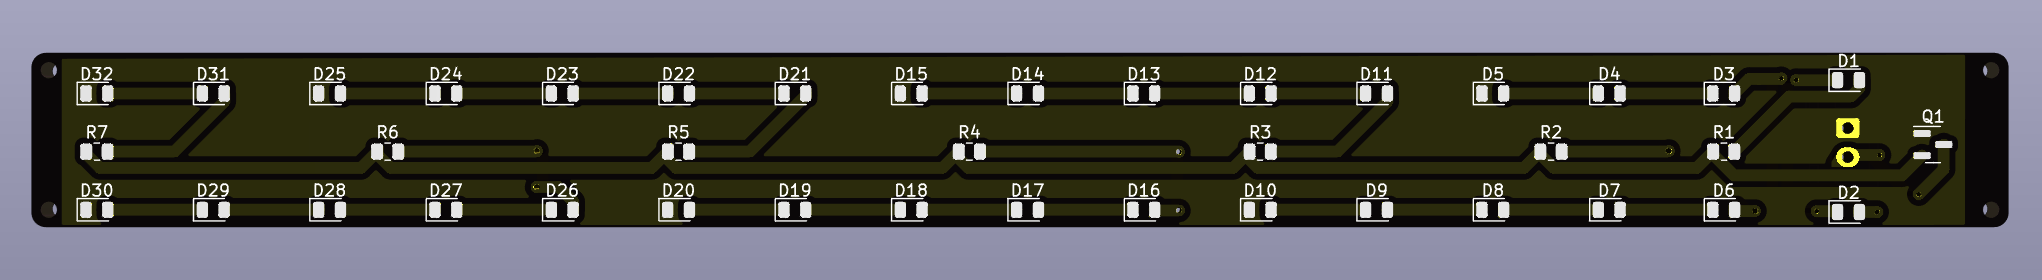 D32 D31 D25 D24 D23 D22 D21 D15 D14 D13 D12 D11 D5 D4 D3 D1
R7 R6 R5 R4 R3 R2 R1 Q1
D30 D29 D28 D27 D26 D20 D19 D18 D17 D16 D10 D9 D8 D7 D6 D2